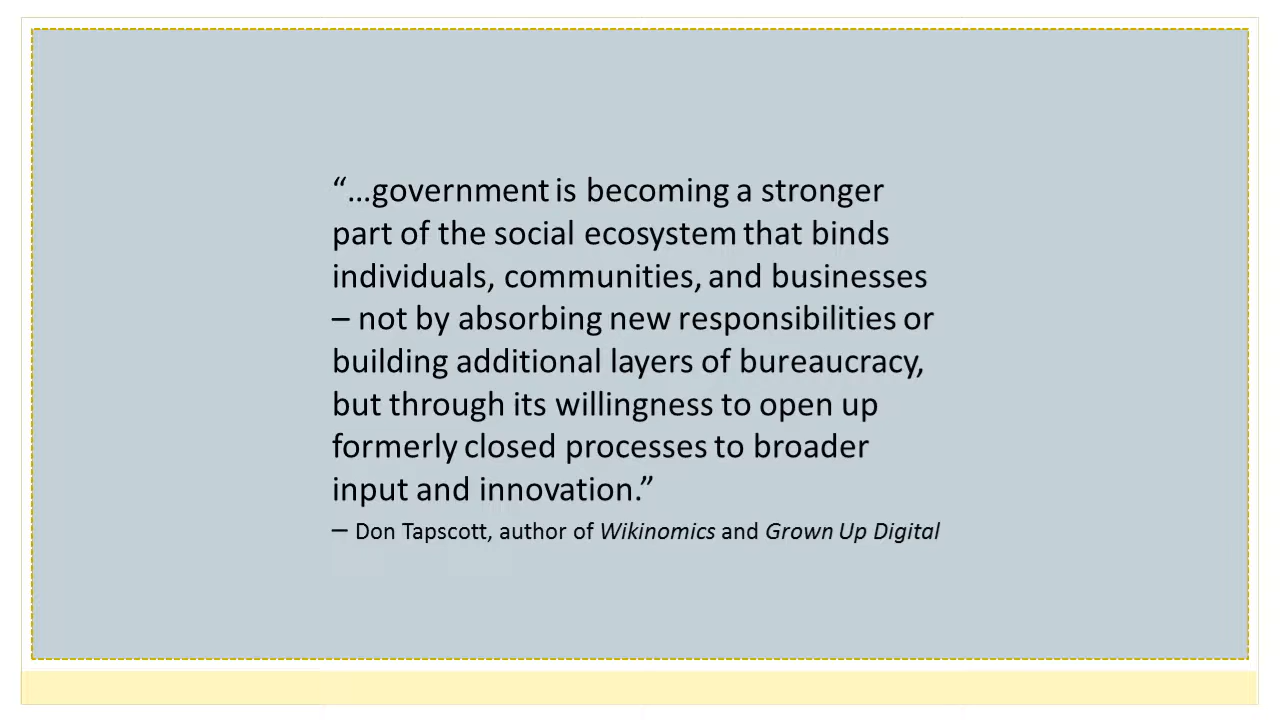 “…government is becoming a stronger
part of the social ecosystem that binds
individuals, communities, and businesses
– not by absorbing new responsibilities or
building additional layers of bureaucracy,
but through its willingness to open up
formerly closed processes to broader
input and innovation.”
– Don Tapscott, author of Wikinomics and Grown Up Digital